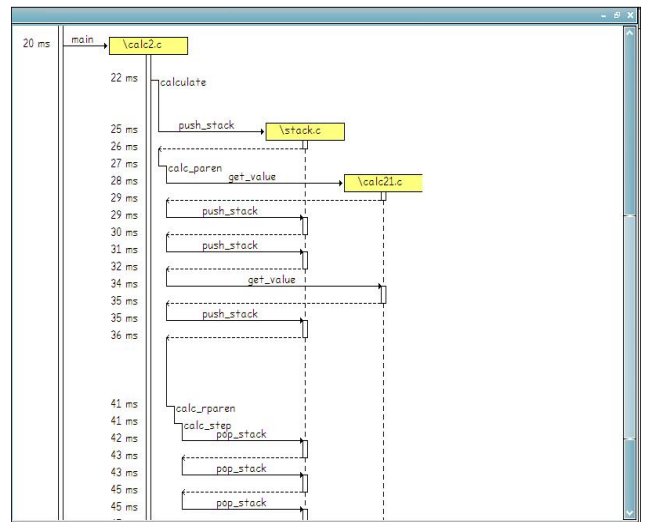 20 ms main \calc2.c
22 ms calculate
25 ms push_stack \stack.c
26 ms
27 ms calc_paren
28 ms get_value \calc21.c
29 ms
29 ms push_stack
30 ms
31 ms push_stack
32 ms
34 ms get_value
35 ms
35 ms push_stack
36 ms
41 ms calc_rparen
41 ms calc_step
42 ms pop_stack
43 ms
43 ms pop_stack
45 ms
45 ms pop_stack